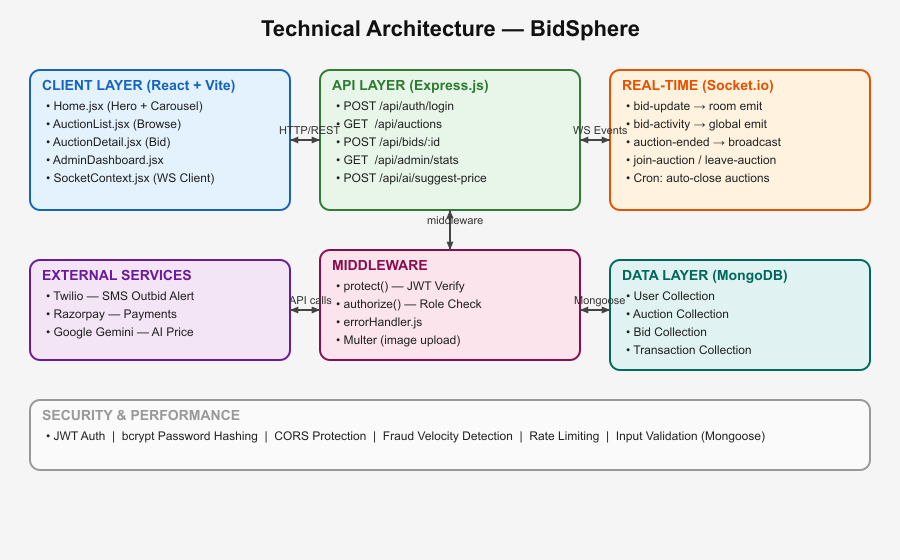 Technical Architecture — BidSphere
CLIENT LAYER (React + Vite)
• Home.jsx (Hero + Carousel)
• AuctionList.jsx (Browse)
• AuctionDetail.jsx (Bid)
• AdminDashboard.jsx
• SocketContext.jsx (WS Client)
HTTP/REST
API LAYER (Express.js)
• POST /api/auth/login
• GET  /api/auctions
• POST /api/bids/:id
• GET  /api/admin/stats
• POST /api/ai/suggest-price
WS Events
REAL-TIME (Socket.io)
• bid-update → room emit
• bid-activity → global emit
• auction-ended → broadcast
• join-auction / leave-auction
• Cron: auto-close auctions
middleware
EXTERNAL SERVICES
• Twilio — SMS Outbid Alert
• Razorpay — Payments
• Google Gemini — AI Price
API calls
MIDDLEWARE
• protect() — JWT Verify
• authorize() — Role Check
• errorHandler.js
• Multer (image upload)
Mongoose
DATA LAYER (MongoDB)
• User Collection
• Auction Collection
• Bid Collection
• Transaction Collection
SECURITY & PERFORMANCE
• JWT Auth  |  bcrypt Password Hashing  |  CORS Protection  |  Fraud Velocity Detection  |  Rate Limiting  |  Input Validation (Mongoose)